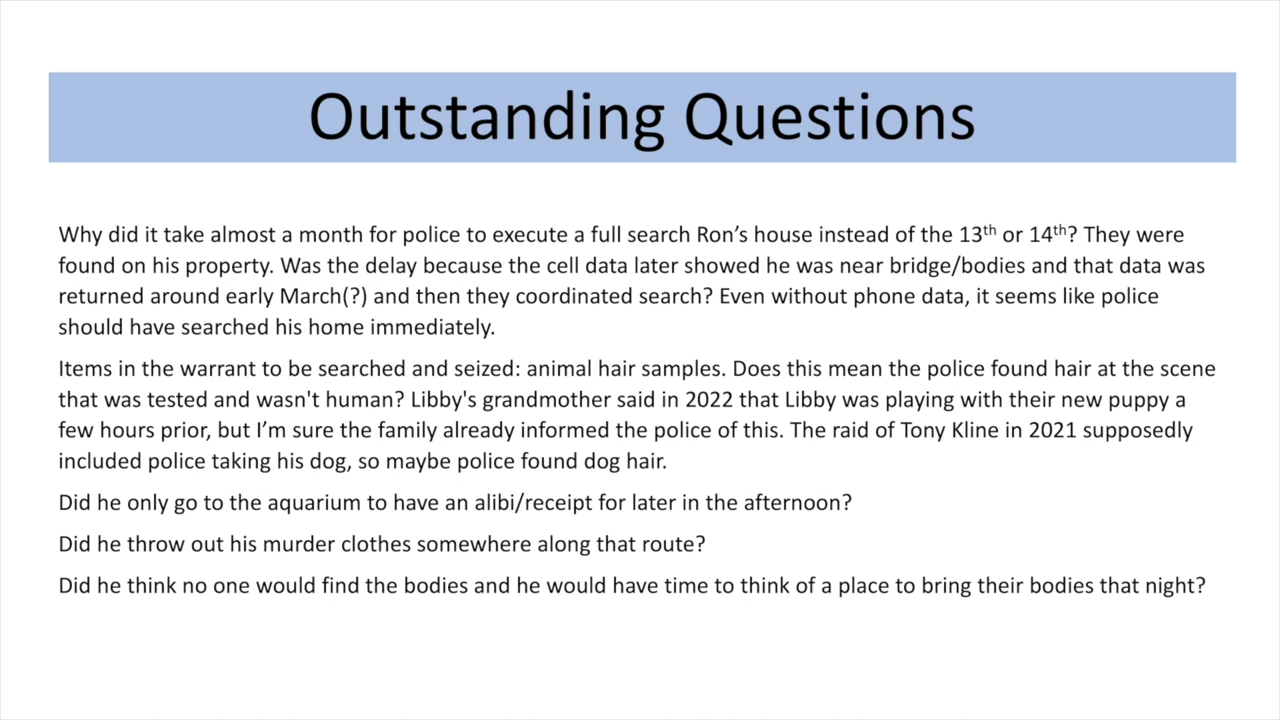 Outstanding Questions
Why did it take almost a month for police to execute a full search Ron’s house instead of the 13th or 14th? They were
found on his property. Was the delay because the cell data later showed he was near bridge/bodies and that data was
returned around early March(?) and then they coordinated search? Even without phone data, it seems like police
should have searched his home immediately.
Items in the warrant to be searched and seized: animal hair samples. Does this mean the police found hair at the scene
that was tested and wasn't human? Libby's grandmother said in 2022 that Libby was playing with their new puppy a
few hours prior, but I’m sure the family already informed the police of this. The raid of Tony Kline in 2021 supposedly
included police taking his dog, so maybe police found dog hair.
Did he only go to the aquarium to have an alibi/receipt for later in the afternoon?
Did he throw out his murder clothes somewhere along that route?
Did he think no one would find the bodies and he would have time to think of a place to bring their bodies that night?